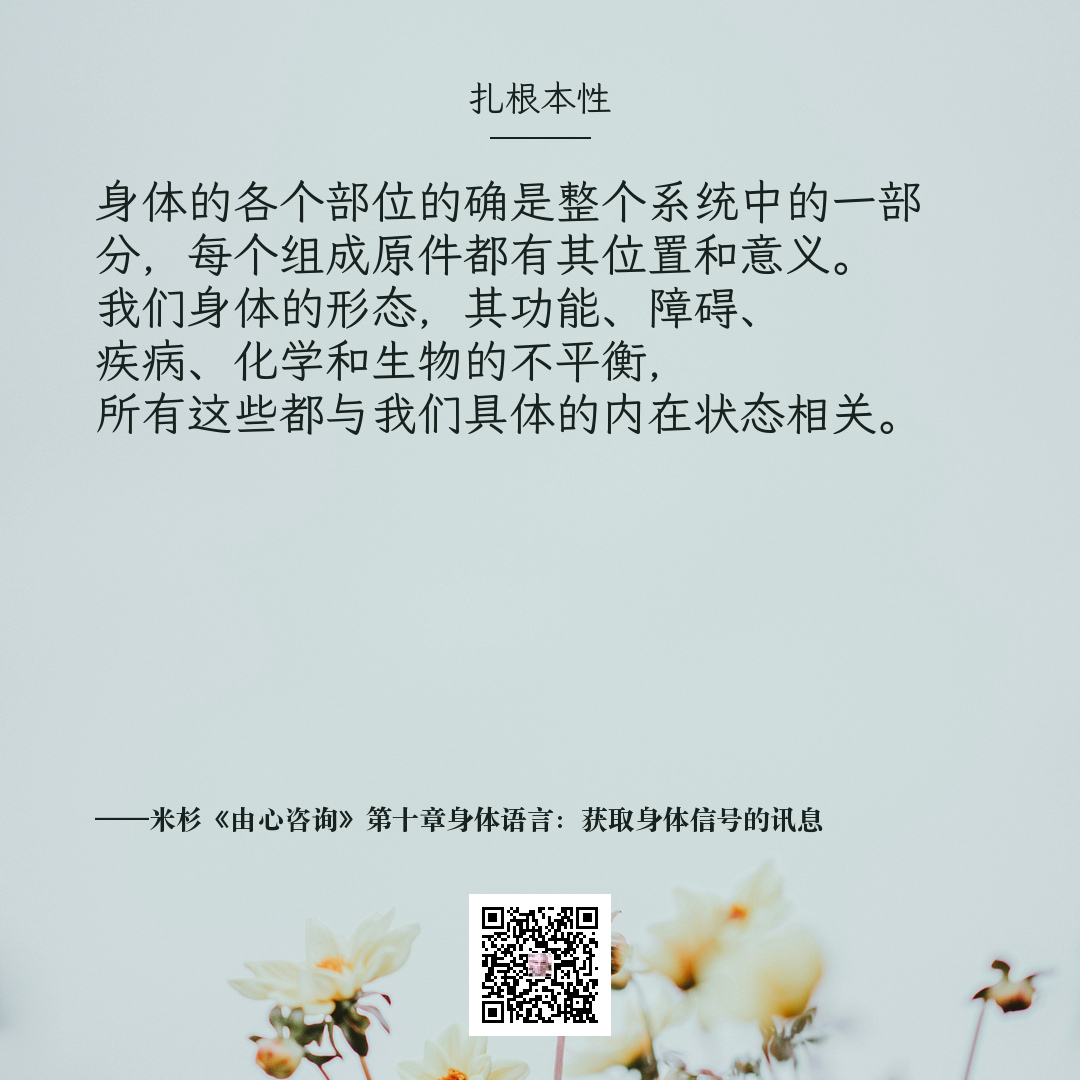 扎根本性
身体的各个部位的确是整个系统中的一部
分，每个组成原件都有其位置和意义。
我们身体的形态，其功能、障碍、
疾病、化学和生物的不平衡，
所有这些都与我们具体的内在状态相关。
——米杉《由心咨询》第十章身体语言：获取身体信号的讯息